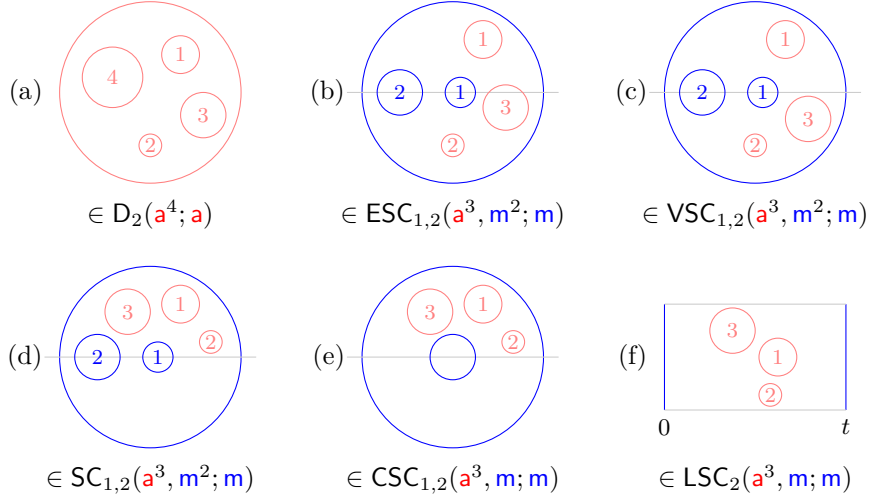 (a) 4 1 3 2
∈ D₂(a⁴; a)
(b) 2 1 1 3 2
∈ ESC₁,₂(a³, m²; m)
(c) 2 1 1 3 2
∈ VSC₁,₂(a³, m²; m)
(d) 3 1 2 2 1
∈ SC₁,₂(a³, m²; m)
(e) 3 1 2
∈ CSC₁,₂(a³, m; m)
(f) 3 1 2
0 t
∈ LSC₂(a³, m; m)